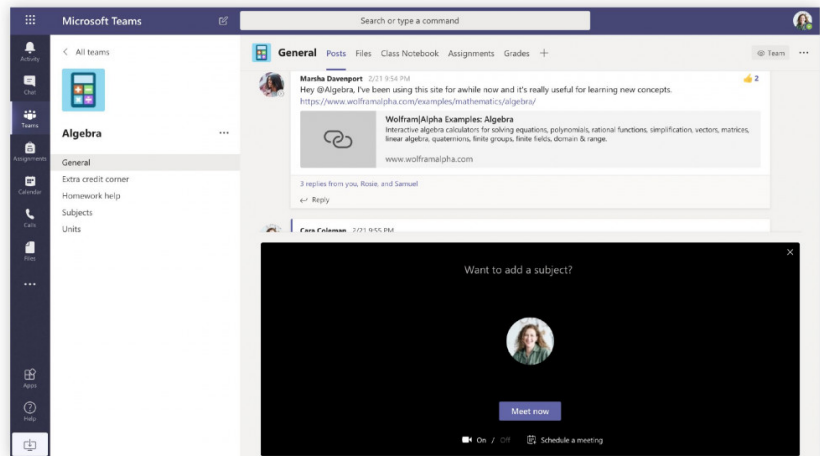 Microsoft Teams
Search or type a command
Activity
Chat
Teams
Assignments
Calendar
Calls
Files
Apps
Help
All teams
Algebra
General
Extra credit corner
Homework help
Subjects
Units
General Posts Files Class Notebook Assignments Grades
Team
Marsha Davenport 2/21 9:54 PM
2
Hey @Algebra, I've been using this site for awhile now and it's really useful for learning new concepts.
https://www.wolframalpha.com/examples/mathematics/algebra/
Wolfram|Alpha Examples: Algebra
Interactive algebra calculators for solving equations, polynomials, rational functions, simplification, vectors, matrices,
linear algebra, quaternions, finite groups, finite fields, domain & range.
www.wolframalpha.com
3 replies from you, Rosie, and Samuel
Reply
Cara Coleman 2/21 9:55 PM
Want to add a subject?
Meet now
On / Off Schedule a meeting